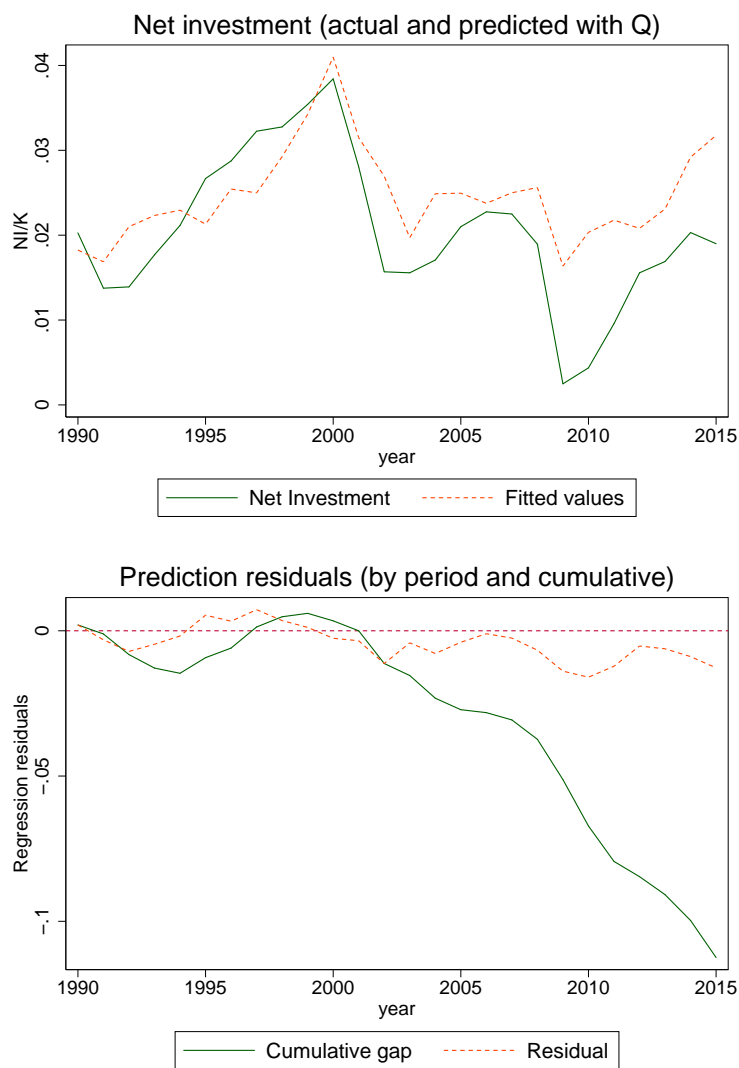 Net investment (actual and predicted with Q)
NI/K
.04
.03
.02
.01
0
1990 1995 2000 2005 2010 2015
year
Net Investment Fitted values
Prediction residuals (by period and cumulative)
Regression residuals
0
-.05
-.1
1990 1995 2000 2005 2010 2015
year
Cumulative gap Residual